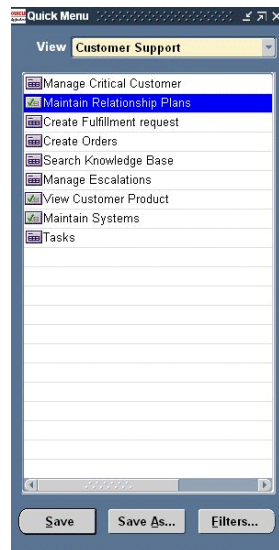 Quick Menu
View Customer Support
Manage Critical Customer
Maintain Relationship Plans
Create Fulfillment request
Create Orders
Search Knowledge Base
Manage Escalations
View Customer Product
Maintain Systems
Tasks
Save Save As... Filters...